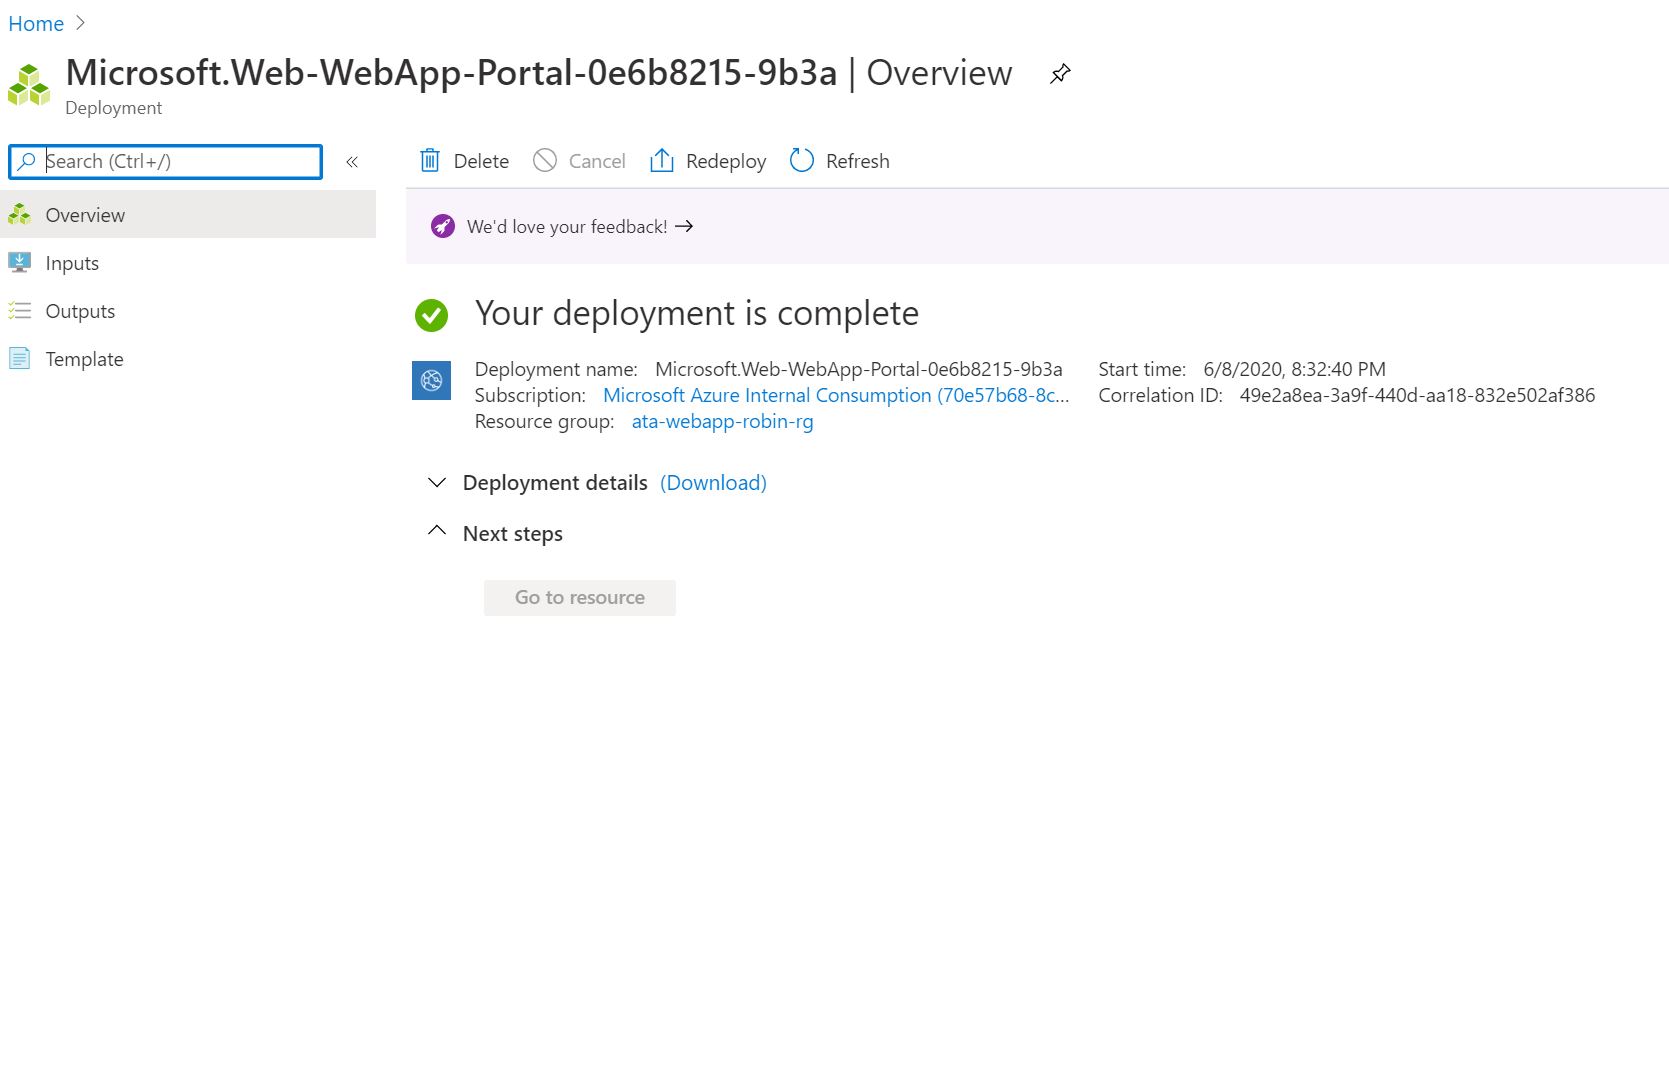 Home
Microsoft.Web-WebApp-Portal-0e6b8215-9b3a | Overview
Deployment
Search (Ctrl+/)
«
Overview
Inputs
Outputs
Template
Delete
Cancel
Redeploy
Refresh
We'd love your feedback! →
Your deployment is complete
Deployment name: Microsoft.Web-WebApp-Portal-0e6b8215-9b3a
Subscription: Microsoft Azure Internal Consumption (70e57b68-8c...
Resource group: ata-webapp-robin-rg
Start time: 6/8/2020, 8:32:40 PM
Correlation ID: 49e2a8ea-3a9f-440d-aa18-832e502af386
Deployment details (Download)
Next steps
Go to resource